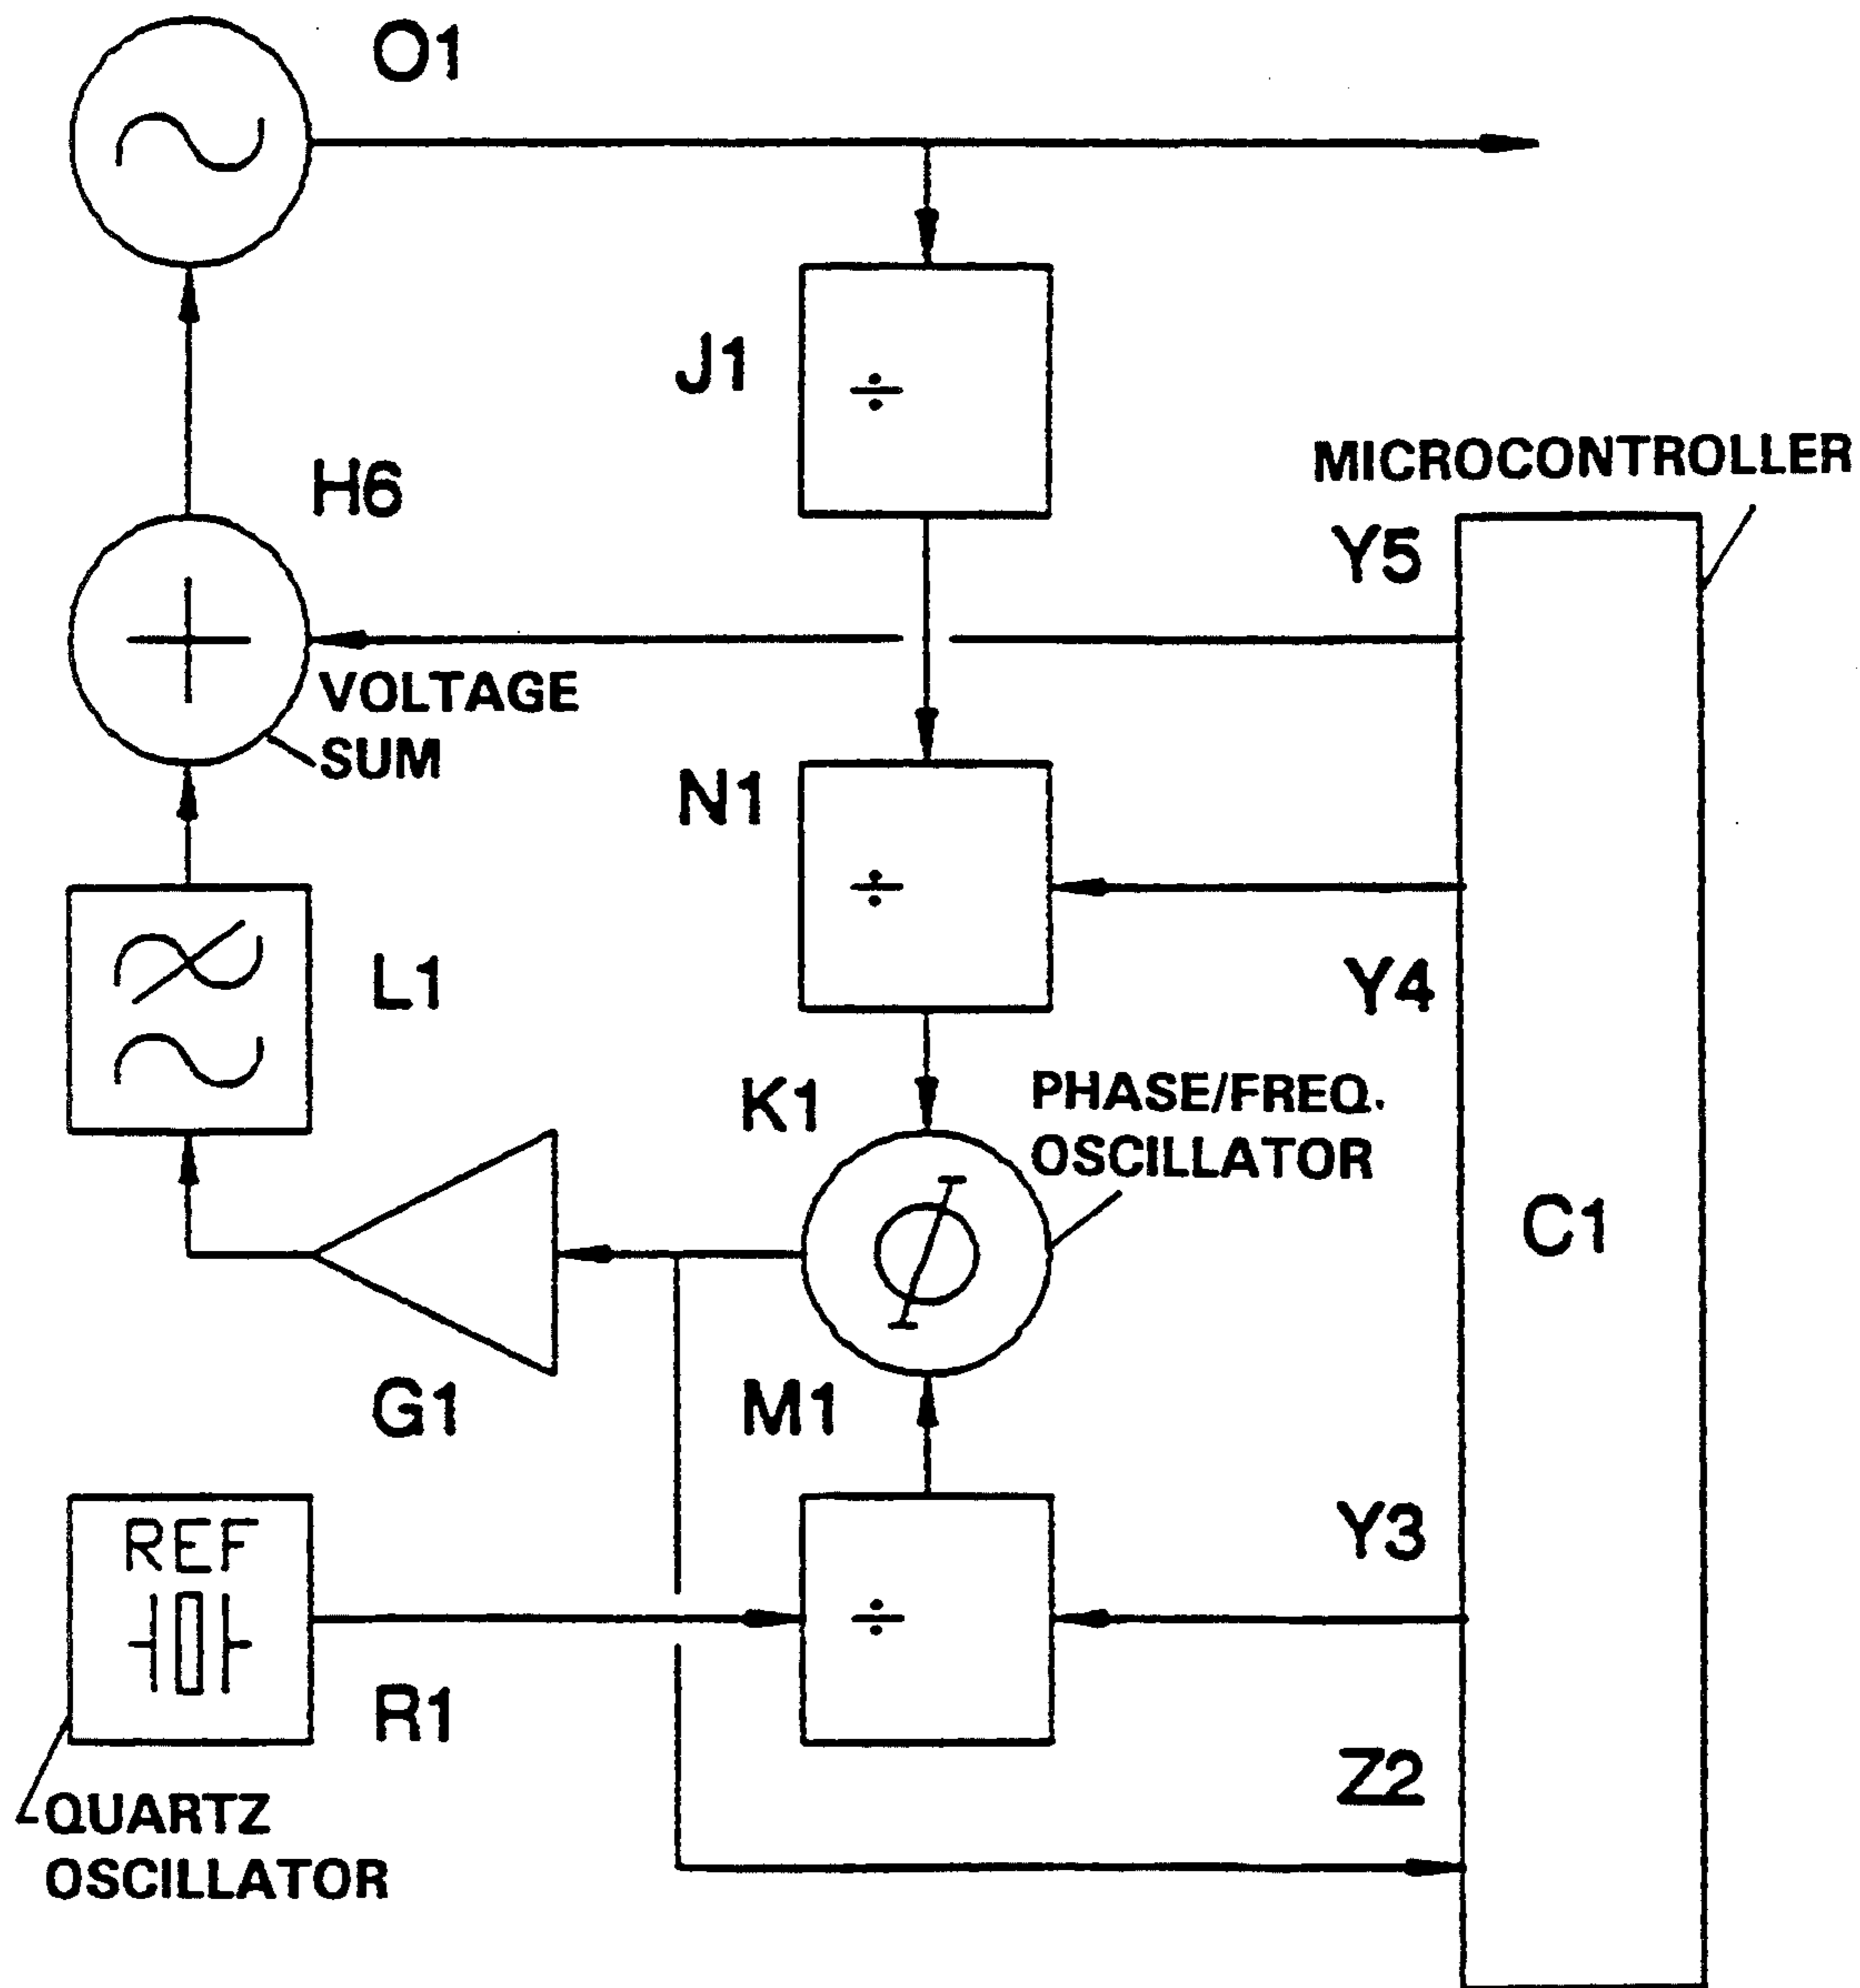 O1
J1
MICROCONTROLLER
H6
Y5
VOLTAGE
SUM
N1
L1
Y4
K1
PHASE/FREQ.
OSCILLATOR
C1
G1
M1
REF
Y3
R1
Z2
QUARTZ
OSCILLATOR